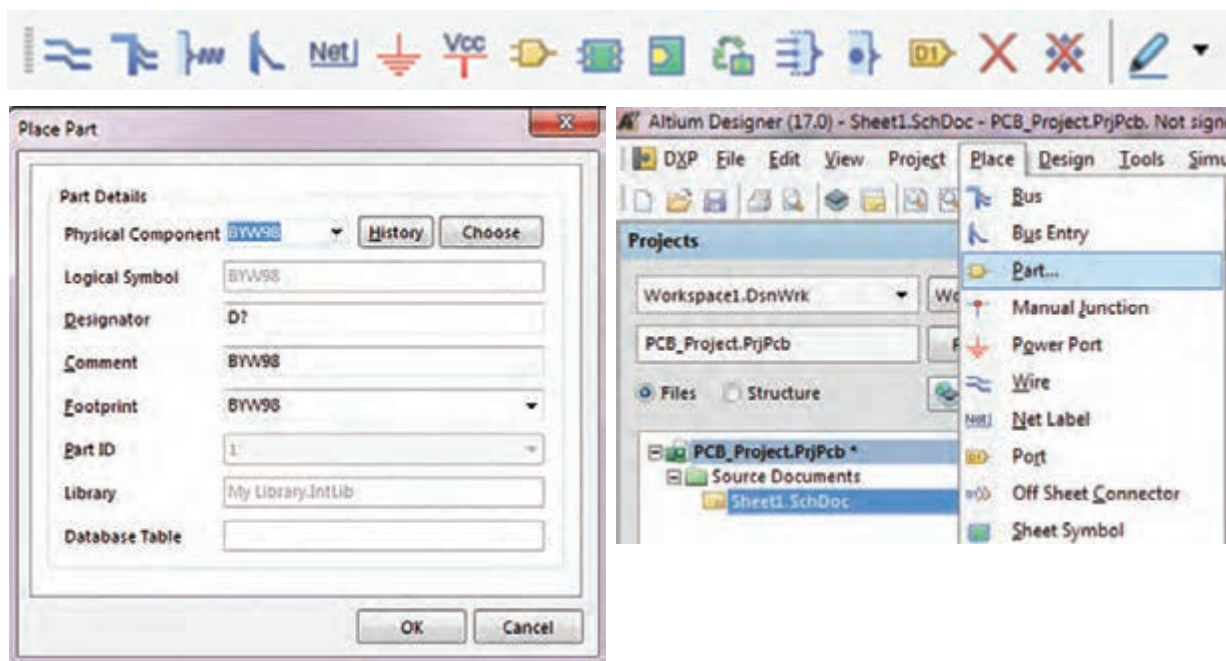 Net Vcc D1
Place Part
Part Details
Physical Component BYW98 History Choose
Logical Symbol BYW98
Designator D?
Comment BYW98
Footprint BYW98
Part ID 1
Library My Library.IntLib
Database Table
OK Cancel
Altium Designer (17.0) - Sheet1.SchDoc - PCB_Project.PrjPcb. Not sign
DXP File Edit View Project Place Design Tools Simu
Projects
Workspace1.DsnWrk Wo
PCB_Project.PrjPcb P
Files Structure
PCB_Project.PrjPcb *
Source Documents
Sheet1.SchDoc
Bus
Bus Entry
Part...
Manual Junction
Power Port
Wire
Net Net Label
D1 Port
Off Sheet Connector
Sheet Symbol